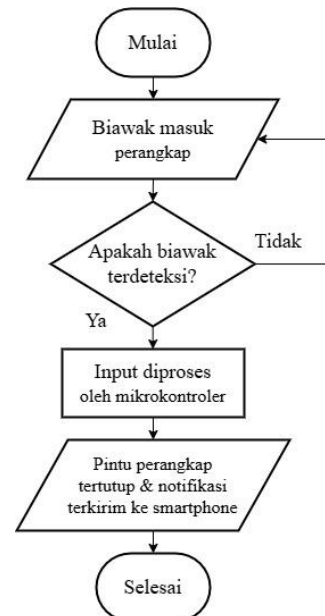 Mulai
Biawak masuk
perangkap
Apakah biawak
terdeteksi?
Tidak
Ya
Input diproses
oleh mikrokontroler
Pintu perangkap
tertutup & notifikasi
terkirim ke smartphone
Selesai